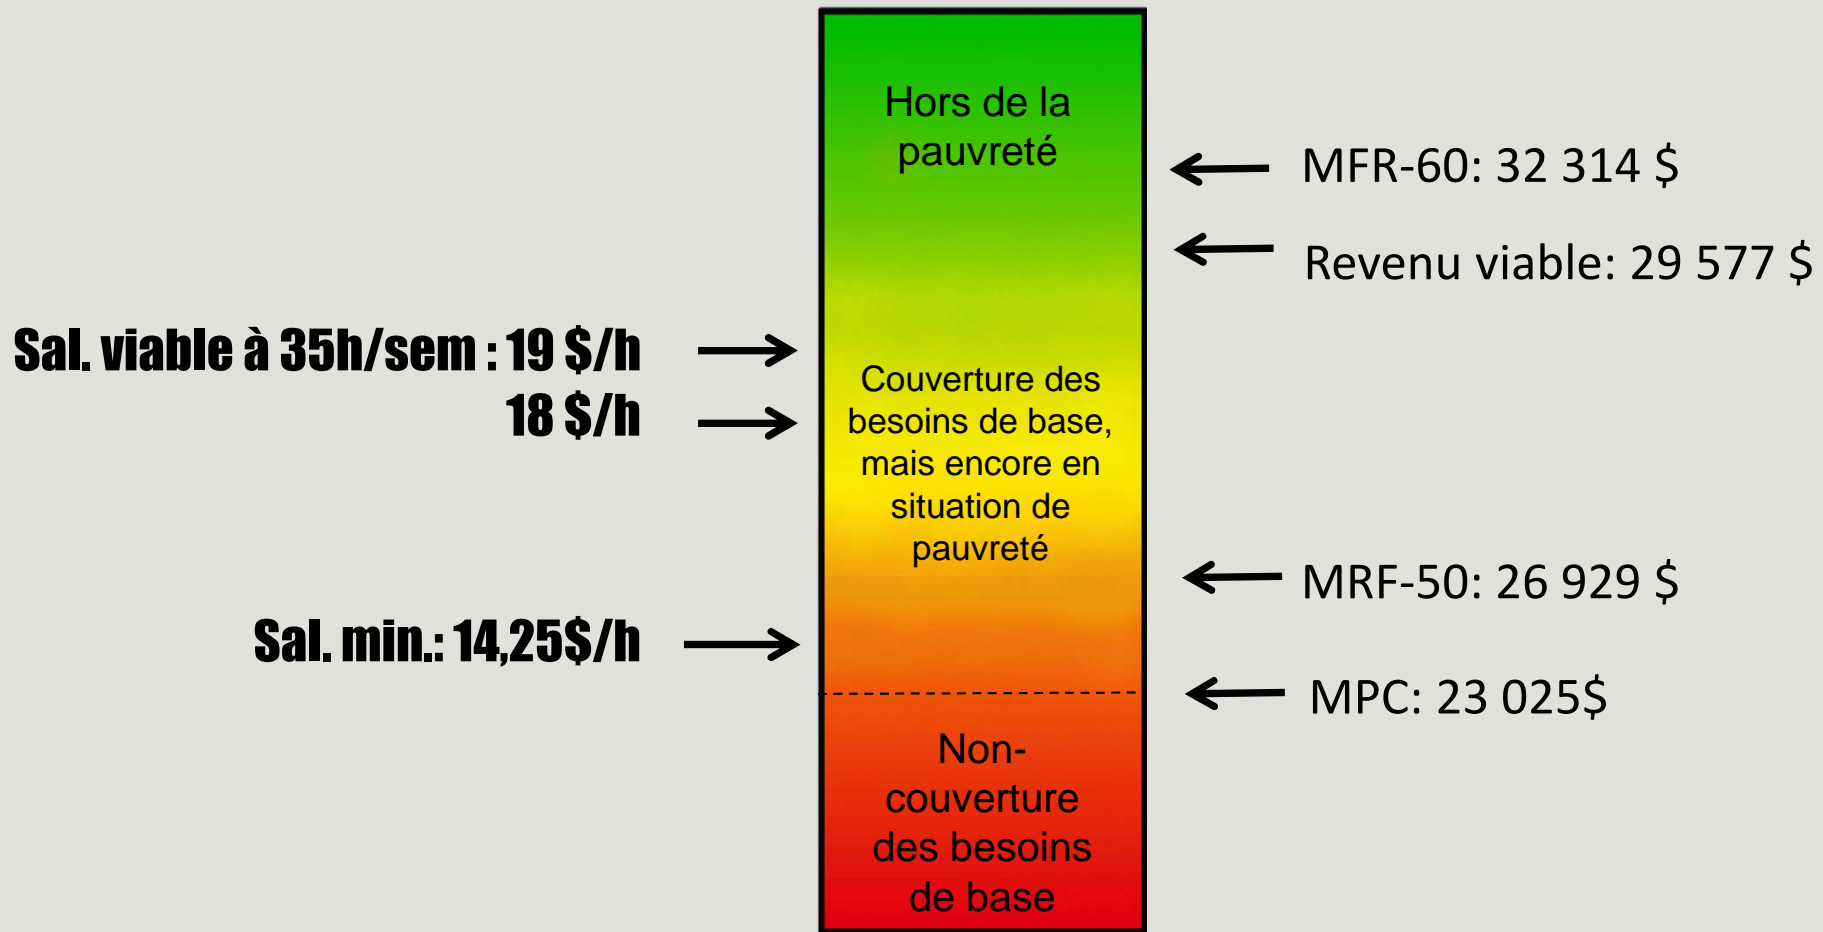 Hors de la
pauvreté
MFR-60: 32 314 $
Revenu viable: 29 577 $
Sal. viable à 35h/sem : 19 $/h
18 $/h
Couverture des
besoins de base,
mais encore en
situation de
pauvreté
MRF-50: 26 929 $
Sal. min.: 14,25$/h
MPC: 23 025$
Non-
couverture
des besoins
de base